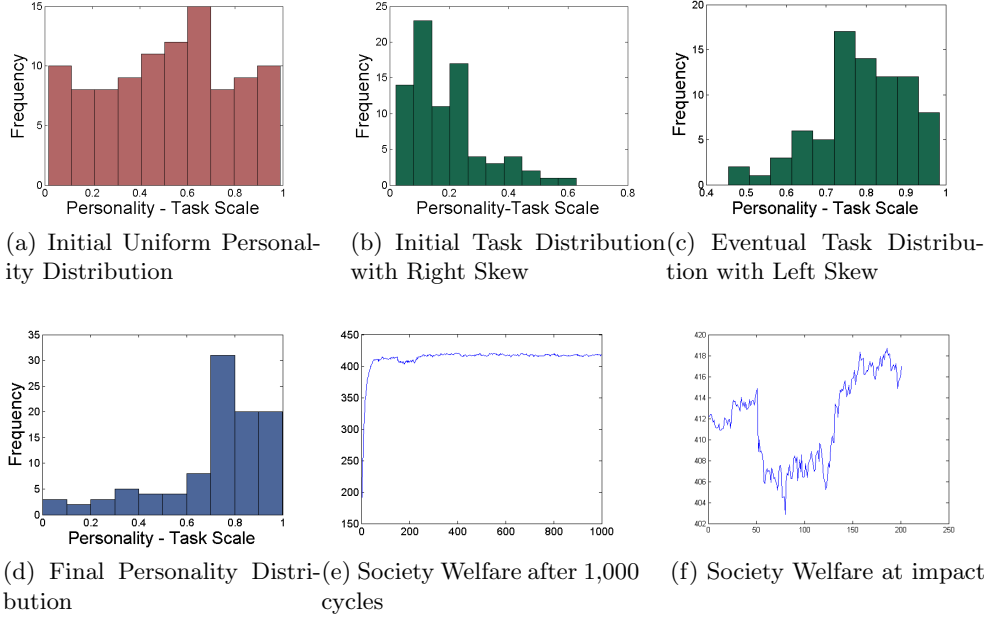 15
10
5
0
Frequency
0 0.2 0.4 0.6 0.8 1
Personality - Task Scale
(a) Initial Uniform Personal-
ity Distribution
25
20
15
10
5
0
Frequency
0 0.2 0.4 0.6 0.8
Personality-Task Scale
(b) Initial Task Distribution
with Right Skew
20
15
10
5
0
Frequency
0.4 0.5 0.6 0.7 0.8 0.9 1
Personality - Task Scale
(c) Eventual Task Distribu-
tion with Left Skew
35
30
25
20
15
10
5
0
Frequency
0 0.2 0.4 0.6 0.8 1
Personality - Task Scale
(d) Final Personality Distri-
bution
450
400
350
300
250
200
150
0 200 400 600 800 1000
(e) Society Welfare after 1,000
cycles
420
418
416
414
412
410
408
406
404
402
0 50 100 150 200 250
(f) Society Welfare at impact